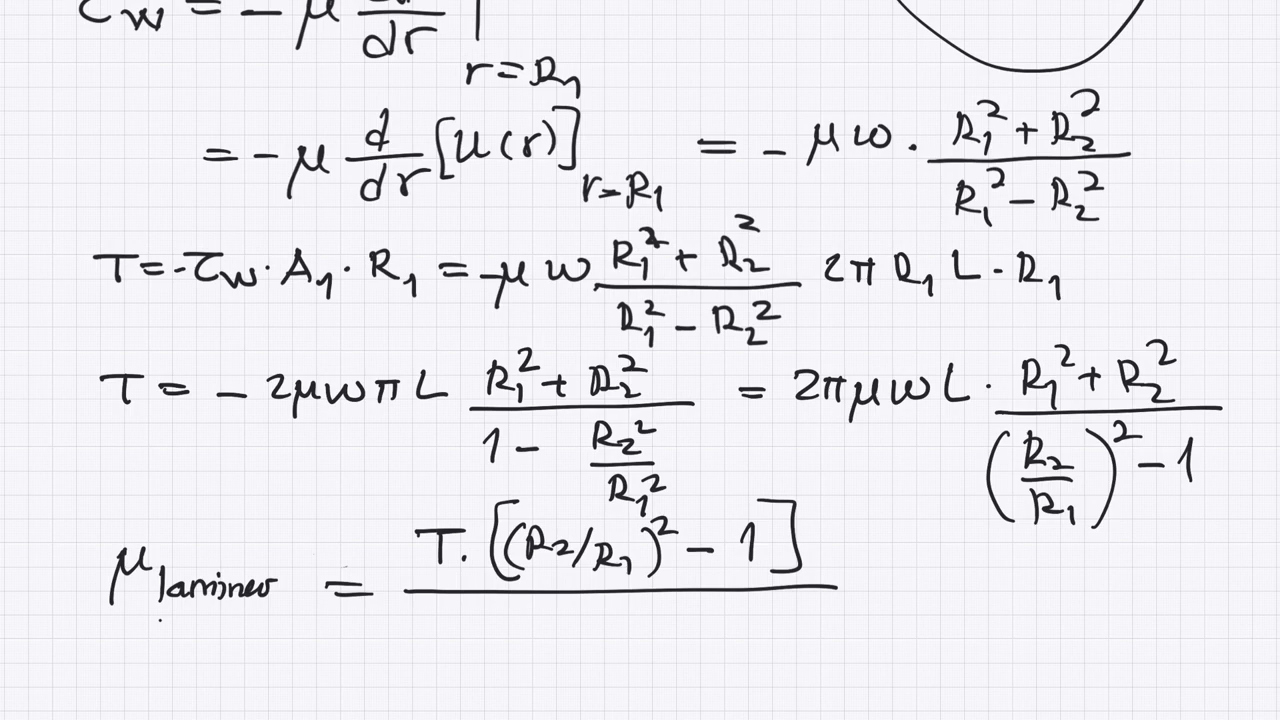 τw = - μ du/dr |r=R1
= - μ d/dr [u(r)]r=R1 = - μω · (R1² + R2²)/(R1² - R2²)
T = -τw · A1 · R1 = -μω (R1² + R2²)/(R1² - R2²) 2π R1 L · R1
T = - 2μωπL (R1² + R2²)/(1 - R2²/R1²) = 2πμωL · (R1² + R2²)/((R2/R1)² - 1)
μlaminer = T · [(R2/R1)² - 1]